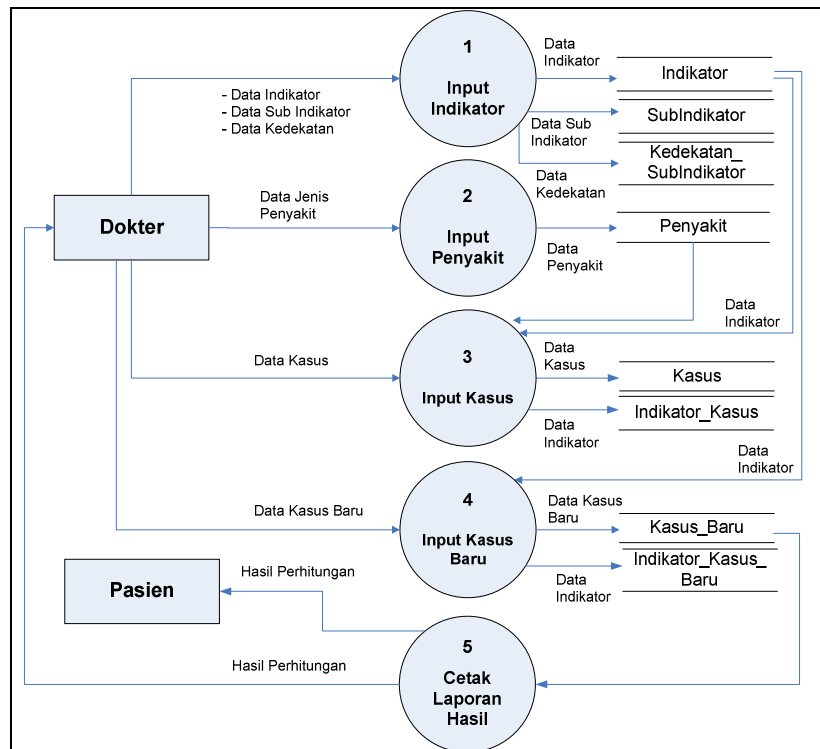 1
Input
Indikator
Data
Indikator
Indikator
- Data Indikator
- Data Sub Indikator
- Data Kedekatan
SubIndikator
Data Sub
Indikator
Kedekatan_
SubIndikator
Data
Kedekatan
Dokter
Data Jenis
Penyakit
2
Input
Penyakit
Data
Penyakit
Penyakit
Data
Indikator
Data Kasus
3
Input Kasus
Data
Kasus
Kasus
Indikator_Kasus
Data
Indikator
Data
Indikator
Data Kasus Baru
4
Input Kasus
Baru
Data Kasus
Baru
Kasus_Baru
Indikator_Kasus_
Baru
Data
Indikator
Pasien
Hasil Perhitungan
Hasil Perhitungan
5
Cetak
Laporan
Hasil